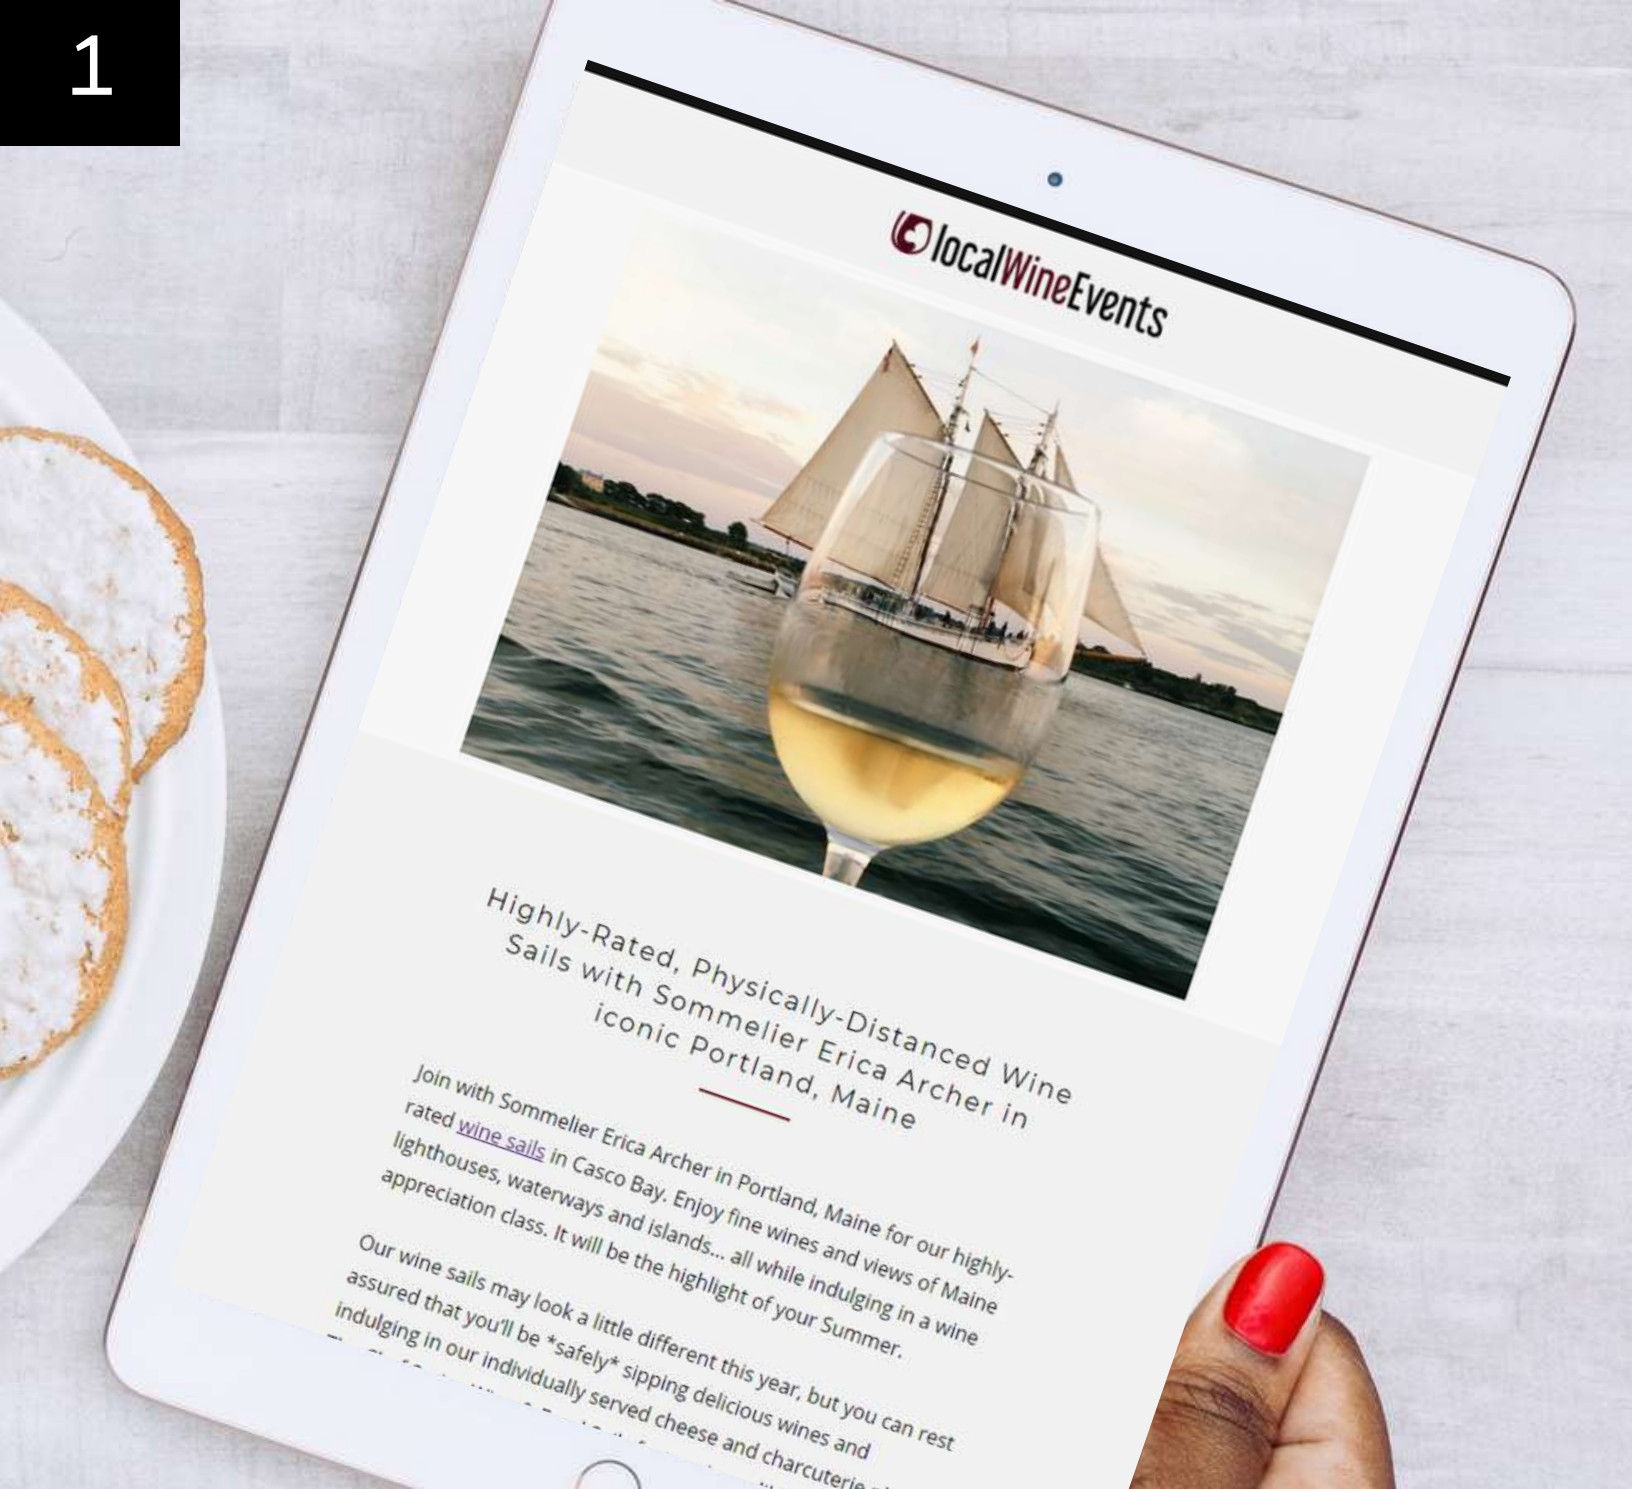 1
localWineEvents
Highly-Rated, Physically-Distanced Wine
Sails with Sommelier Erica Archer in
iconic Portland, Maine
Join with Sommelier Erica Archer in Portland, Maine for our highly-
rated wine sails in Casco Bay. Enjoy fine wines and views of Maine
lighthouses, waterways and islands... all while indulging in a wine
appreciation class. It will be the highlight of your Summer.
Our wine sails may look a little different this year, but you can rest
assured that you'll be *safely* sipping delicious wines and
indulging in our individually served cheese and charcuterie